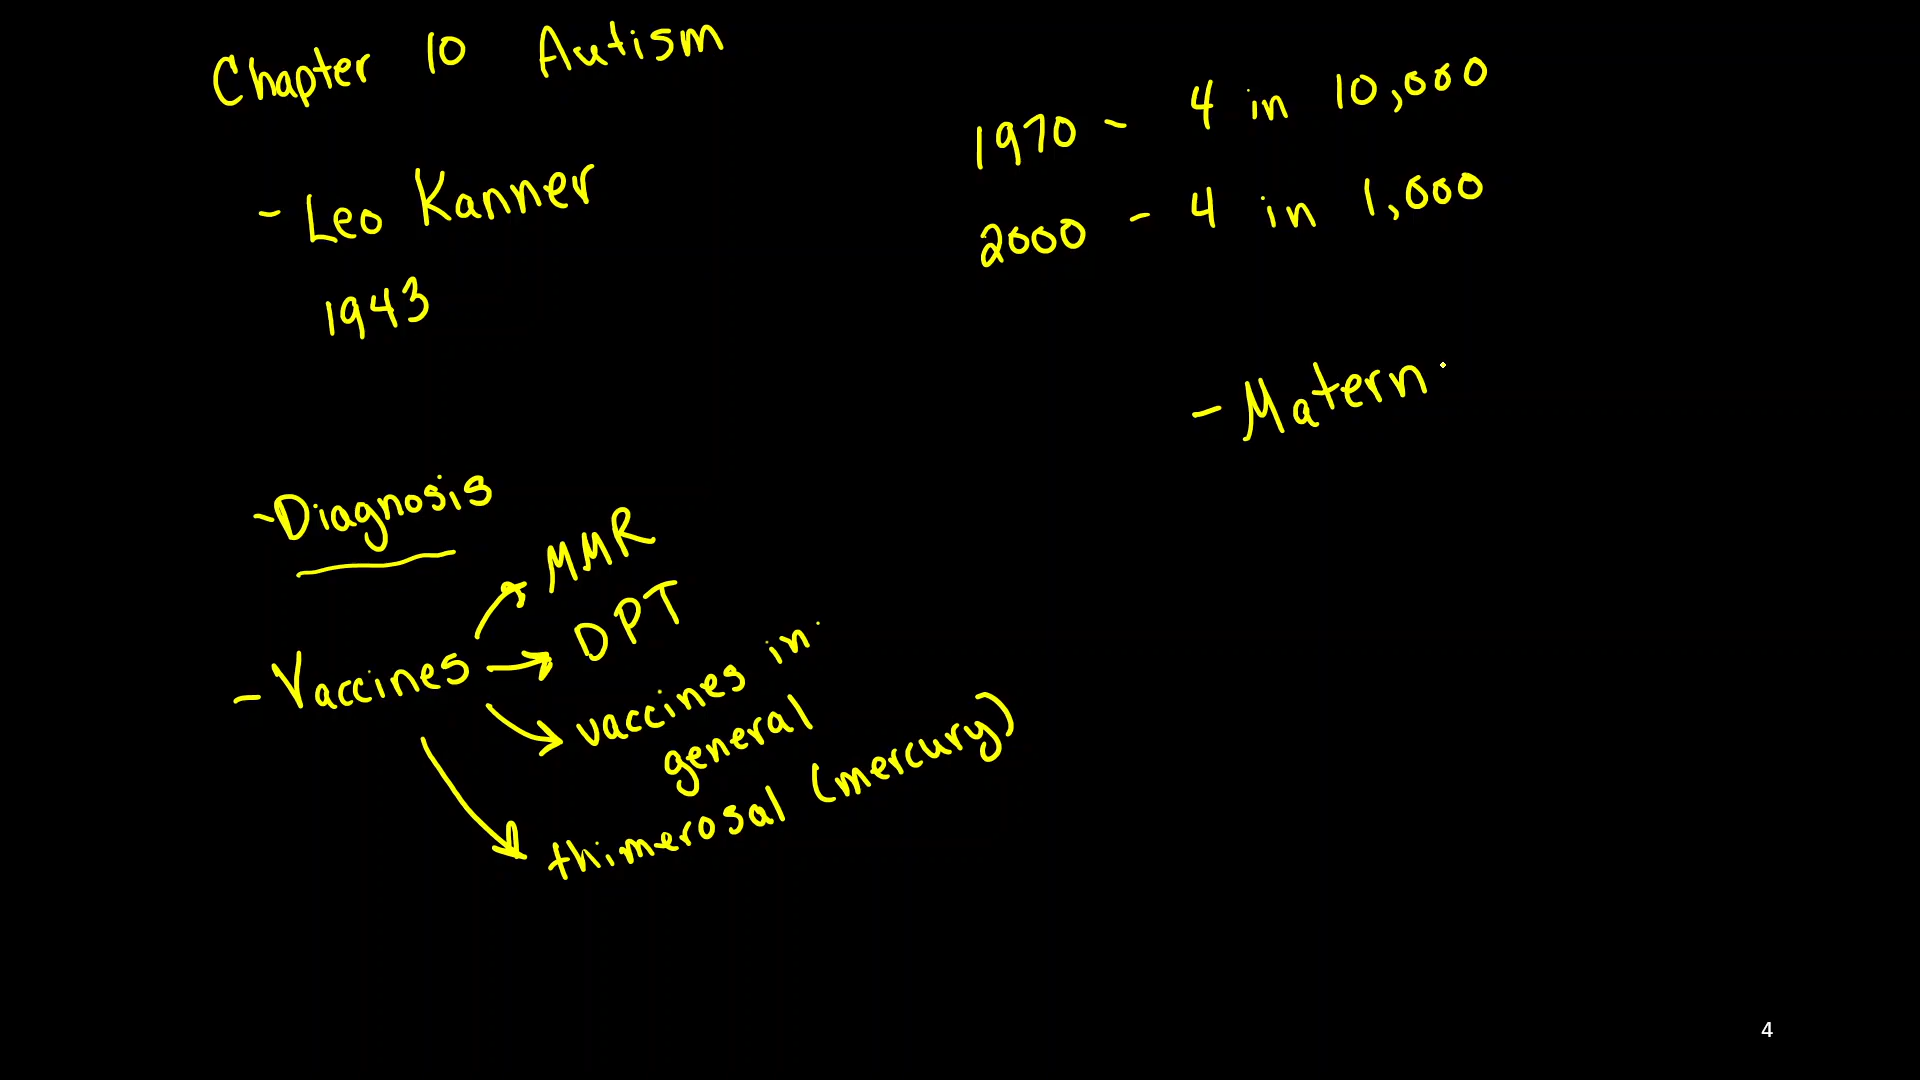 Chapter 10 Autism
- Leo Kanner
1943
1970 - 4 in 10,000
2000 - 4 in 1,000
- Matern
- Diagnosis
- Vaccines
MMR
DPT
vaccines in
general
thimerosal (mercury)
4